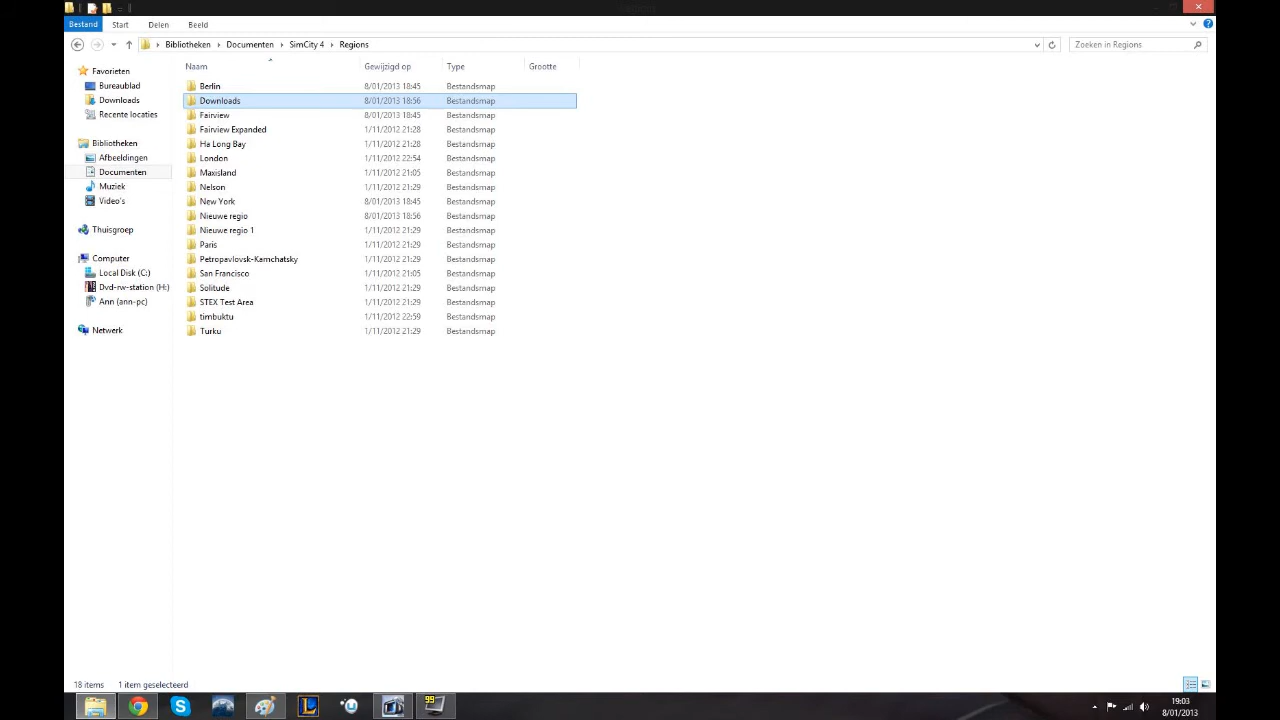 Bestand Start Delen Beeld
Bibliotheken Documenten SimCity 4 Regions Zoeken in Regions
Naam Gewijzigd op Type Grootte
Favorieten
Bureaublad
Downloads
Recente locaties
Bibliotheken
Afbeeldingen
Documenten
Muziek
Video's
Thuisgroep
Computer
Local Disk (C:)
Dvd-rw-station (H:)
Ann (ann-pc)
Netwerk
Berlin 8/01/2013 18:45 Bestandsmap
Downloads 8/01/2013 18:56 Bestandsmap
Fairview 8/01/2013 18:45 Bestandsmap
Fairview Expanded 1/11/2012 21:28 Bestandsmap
Ha Long Bay 1/11/2012 21:28 Bestandsmap
London 1/11/2012 22:54 Bestandsmap
Maxisland 1/11/2012 21:05 Bestandsmap
Nelson 1/11/2012 21:29 Bestandsmap
New York 8/01/2013 18:45 Bestandsmap
Nieuwe regio 8/01/2013 18:56 Bestandsmap
Nieuwe regio 1 1/11/2012 21:29 Bestandsmap
Paris 1/11/2012 21:29 Bestandsmap
Petropavlovsk-Kamchatsky 1/11/2012 21:29 Bestandsmap
San Francisco 1/11/2012 21:05 Bestandsmap
Solitude 1/11/2012 21:29 Bestandsmap
STEX Test Area 1/11/2012 21:29 Bestandsmap
timbuktu 1/11/2012 22:59 Bestandsmap
Turku 1/11/2012 21:29 Bestandsmap
18 items 1 item geselecteerd
99
19:03
8/01/2013